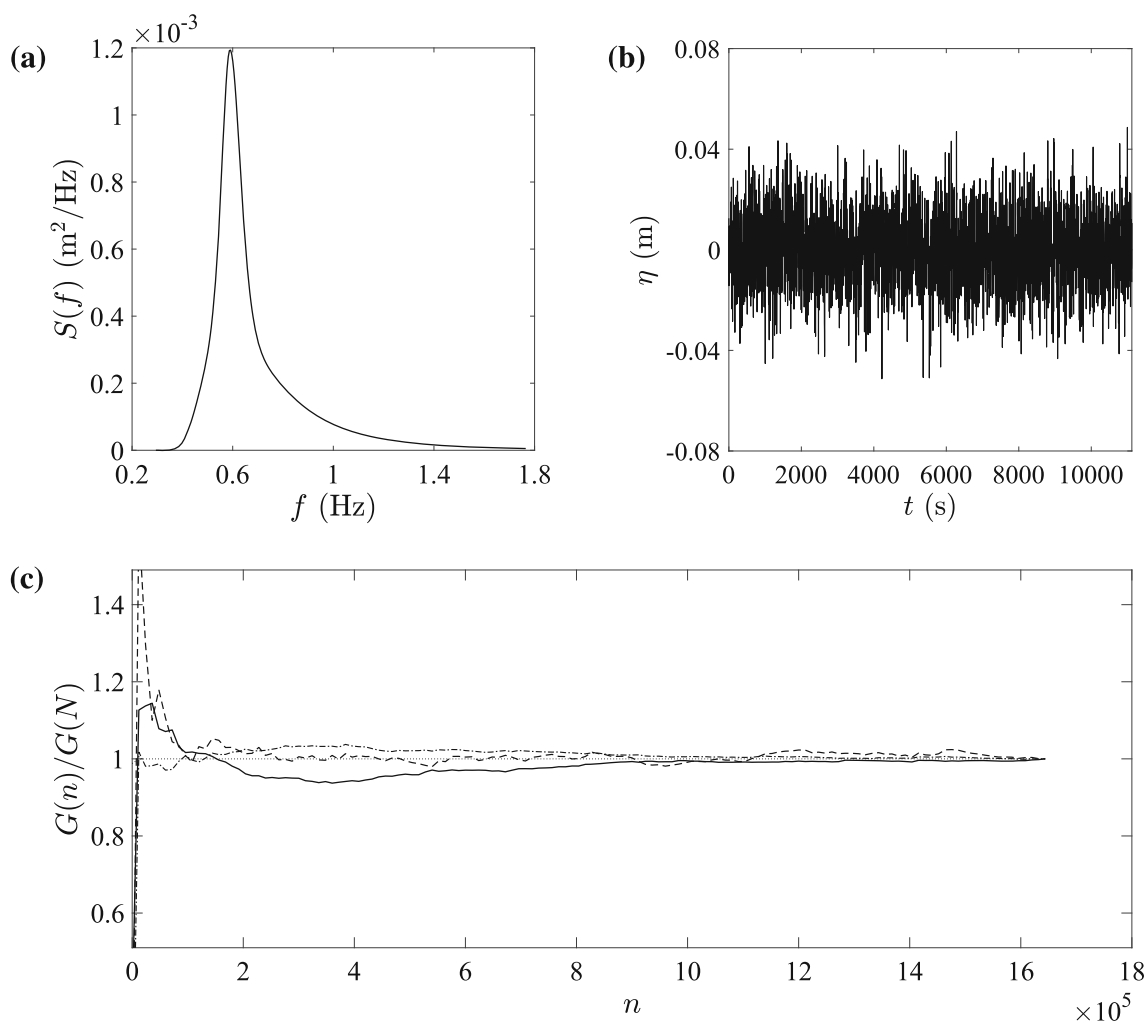 (a)
×10⁻³
1.2
1
0.8
0.6
0.4
0.2
0
S(f) (m²/Hz)
0.2 0.6 1 1.4 1.8
f (Hz)
(b)
0.08
0.04
0
-0.04
-0.08
η (m)
0 2000 4000 6000 8000 10000
t (s)
(c)
1.4
1.2
1
0.8
0.6
G(n)/G(N)
0 2 4 6 8 10 12 14 16 18
n
×10⁵